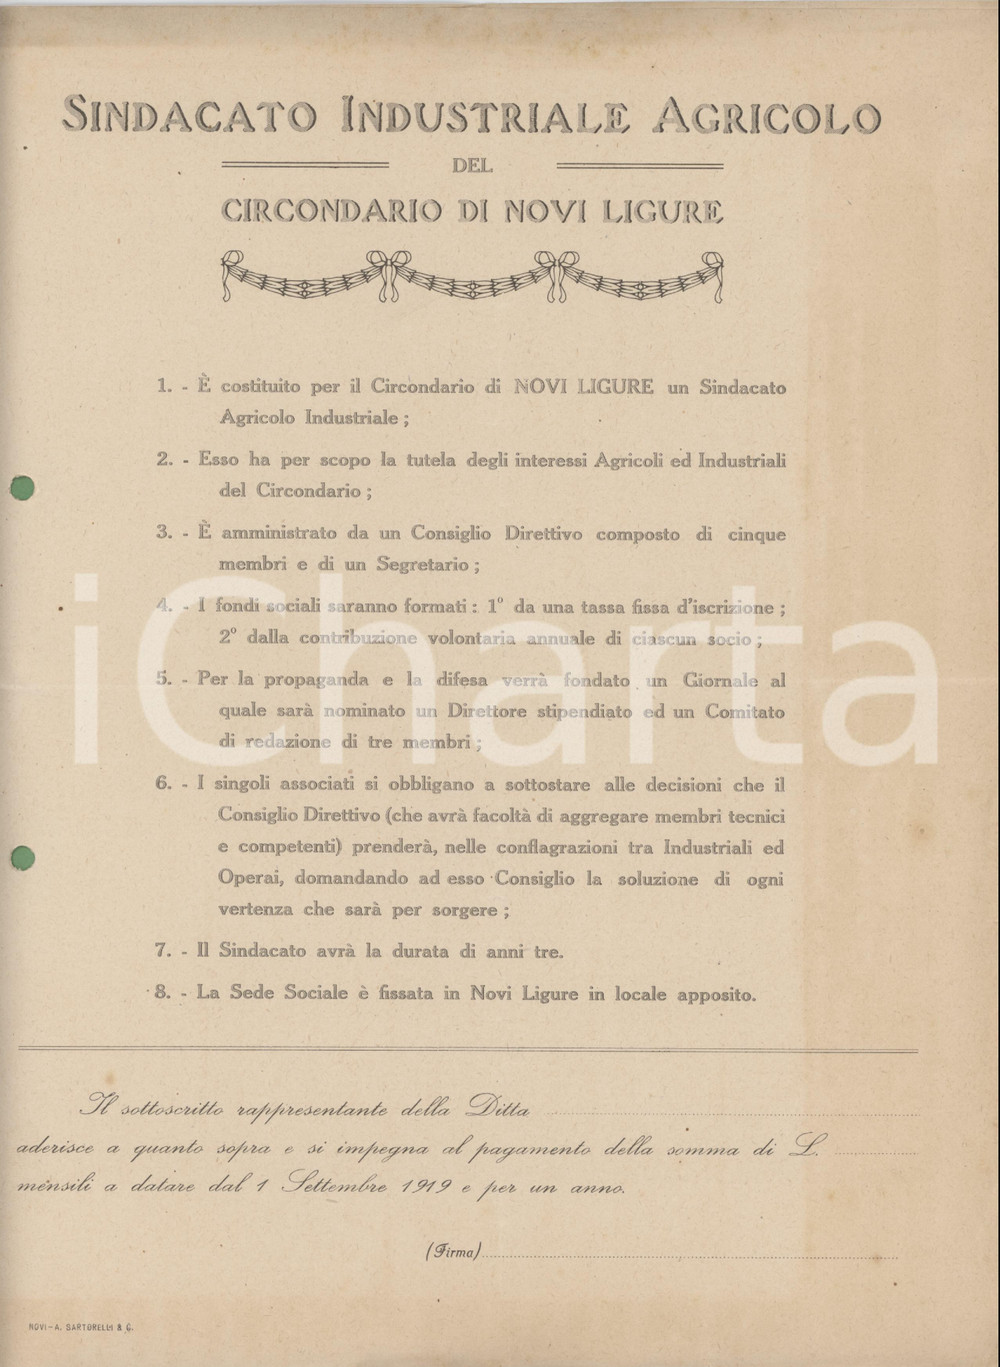 SINDACATO INDUSTRIALE AGRICOLO
DEL
CIRCONDARIO DI NOVI LIGURE
1. - È costituito per il Circondario di NOVI LIGURE un Sindacato
Agricolo Industriale ;
2. - Esso ha per scopo la tutela degli interessi Agricoli ed Industriali
del Circondario ;
3. - È amministrato da un Consiglio Direttivo composto di cinque
membri e di un Segretario ;
4. - I fondi sociali saranno formati : 1º da una tassa fissa d'iscrizione ;
2º dalla contribuzione volontaria annuale di ciascun socio ;
5. - Per la propaganda e la difesa verrà fondato un Giornale al
quale sarà nominato un Direttore stipendiato ed un Comitato
di redazione di tre membri ;
6. - I singoli associati si obbligano a sottostare alle decisioni che il
Consiglio Direttivo (che avrà facoltà di aggregare membri tecnici
e competenti) prenderà, nelle conflagrazioni tra Industriali ed
Operai, domandando ad esso Consiglio la soluzione di ogni
vertenza che sarà per sorgere ;
7. - Il Sindacato avrà la durata di anni tre.
8. - La Sede Sociale è fissata in Novi Ligure in locale apposito.
Il sottoscritto rappresentante della Ditta
aderisce a quanto sopra e si impegna al pagamento della somma di L.
mensili a datare dal 1 Settembre 1919 e per un anno.
(Firma)
NOVI - A. SARTORELLI & C.
iCharta